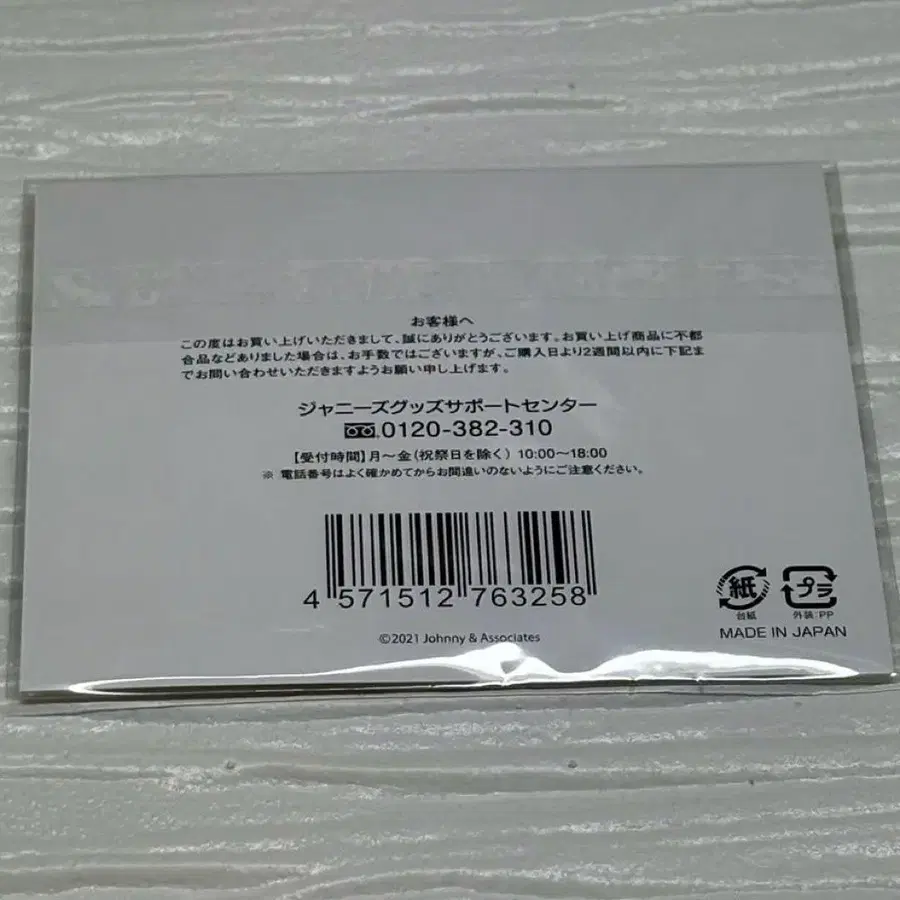 お客様へ
この度はお買い上げいただきまして、誠にありがとうございます。お買い上げ商品に不都
合品などありました場合は、お手数ではございますが、ご購入日より2週間以内に下記ま
でお問い合わせいただきますようお願い申し上げます。
ジャニーズグッズサポートセンター
0120-382-310
【受付時間】月〜金(祝祭日を除く) 10:00〜18:00
※ 電話番号はよく確かめてからお間違いのないようにご注意ください。
4 571512 763258
©2021 Johnny & Associates
紙 プラ
台紙 外装:PP
MADE IN JAPAN